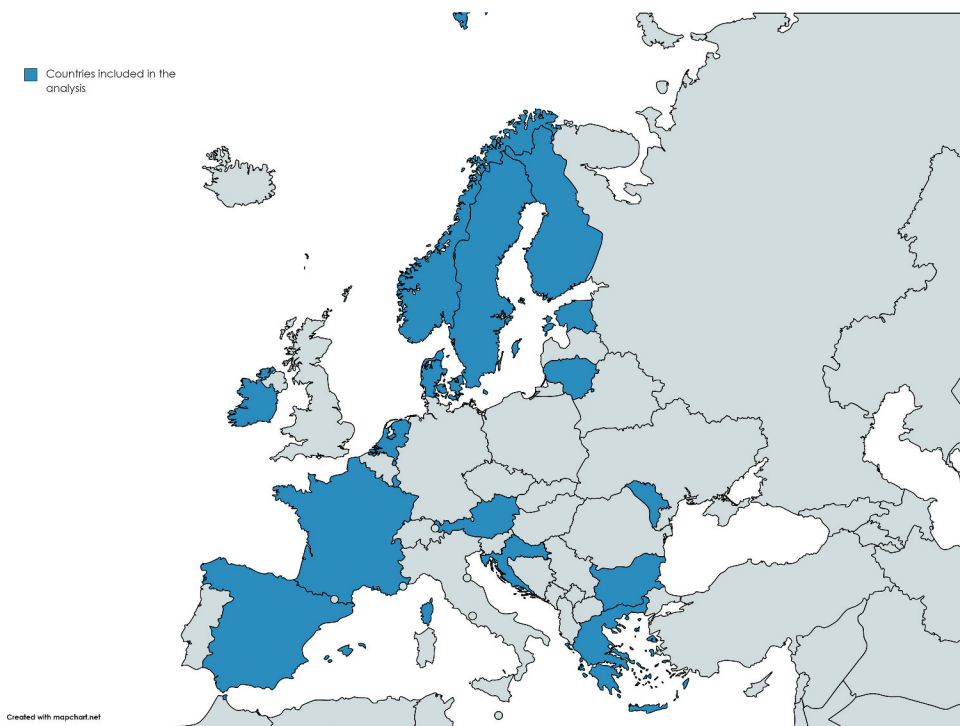 Countries included in the
analysis
Created with mapchart.net